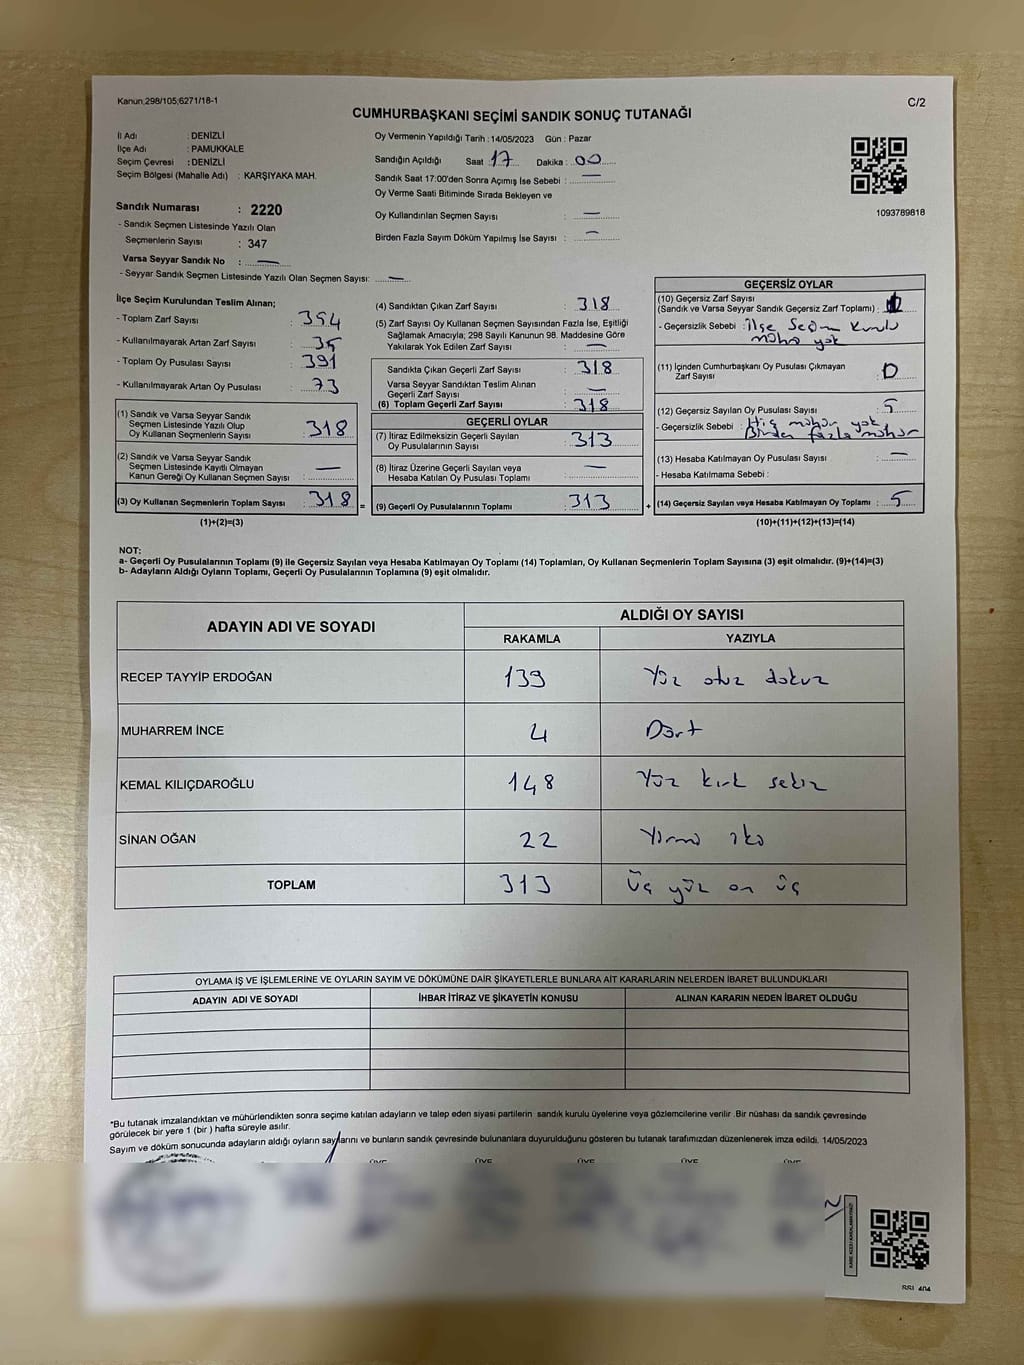 Kanun;298/105;6271/18-1
C/2
CUMHURBAŞKANI SEÇİMİ SANDIK SONUÇ TUTANAĞI
İl Adı : DENİZLİ
İlçe Adı : PAMUKKALE
Seçim Çevresi : DENİZLİ
Seçim Bölgesi (Mahalle Adı) : KARŞIYAKA MAH.
Sandık Numarası : 2220
- Sandık Seçmen Listesinde Yazılı Olan
Seçmenlerin Sayısı : 347
Varsa Seyyar Sandık No : —
- Seyyar Sandık Seçmen Listesinde Yazılı Olan Seçmen Sayısı: —
Oy Vermenin Yapıldığı Tarih : 14/05/2023 Gün : Pazar
Sandığın Açıldığı Saat 17 Dakika : 00
Sandık Saat 17:00'den Sonra Açımış İse Sebebi : —
Oy Verme Saati Bitiminde Sırada Bekleyen ve
Oy Kullandırılan Seçmen Sayısı : —
Birden Fazla Sayım Döküm Yapılmış İse Sayısı : —
1093789818
İlçe Seçim Kurulundan Teslim Alınan;
- Toplam Zarf Sayısı : 354
- Kullanılmayarak Artan Zarf Sayısı : 35
- Toplam Oy Pusulası Sayısı : 391
- Kullanılmayarak Artan Oy Pusulası : 73
(1) Sandık ve Varsa Seyyar Sandık
Seçmen Listesinde Yazılı Olup
Oy Kullanan Seçmenlerin Sayısı : 318
(2) Sandık ve Varsa Seyyar Sandık
Seçmen Listesinde Kayıtlı Olmayan
Kanun Gereği Oy Kullanan Seçmen Sayısı : —
(3) Oy Kullanan Seçmenlerin Toplam Sayısı : 318 =
(1)+(2)=(3)
(4) Sandıktan Çıkan Zarf Sayısı : 318
(5) Zarf Sayısı Oy Kullanan Seçmen Sayısından Fazla İse, Eşitliği
Sağlamak Amacıyla; 298 Sayılı Kanunun 98. Maddesine Göre
Yakılarak Yok Edilen Zarf Sayısı : —
Sandıkta Çıkan Geçerli Zarf Sayısı : 318
Varsa Seyyar Sandıktan Teslim Alınan
Geçerli Zarf Sayısı : —
(6) Toplam Geçerli Zarf Sayısı : 318
GEÇERLİ OYLAR
(7) İtiraz Edilmeksizin Geçerli Sayılan
Oy Pusulalarının Sayısı : 313
(8) İtiraz Üzerine Geçerli Sayılan veya
Hesaba Katılan Oy Pusulası Toplamı : —
(9) Geçerli Oy Pusulalarının Toplamı : 313 +
GEÇERSİZ OYLAR
(10) Geçersiz Zarf Sayısı
(Sandık ve Varsa Seyyar Sandık Geçersiz Zarf Toplamı) :
- Geçersizlik Sebebi : ilçe Seçim Kurulu
mührü yok
(11) İçinden Cumhurbaşkanı Oy Pusulası Çıkmayan
Zarf Sayısı : 0
(12) Geçersiz Sayılan Oy Pusulası Sayısı : 5
- Geçersizlik Sebebi : Hiç mühür yok
Birden fazla mühür
(13) Hesaba Katılmayan Oy Pusulası Sayısı : —
- Hesaba Katılmama Sebebi :
(14) Geçersiz Sayılan veya Hesaba Katılmayan Oy Toplamı : 5
(10)+(11)+(12)+(13)=(14)
NOT:
a- Geçerli Oy Pusulalarının Toplamı (9) ile Geçersiz Sayılan veya Hesaba Katılmayan Oy Toplamı (14) Toplamları, Oy Kullanan Seçmenlerin Toplam Sayısına (3) eşit olmalıdır. (9)+(14)=(3)
b- Adayların Aldığı Oyların Toplamı, Geçerli Oy Pusulalarının Toplamına (9) eşit olmalıdır.
ADAYIN ADI VE SOYADI
ALDIĞI OY SAYISI
RAKAMLA YAZIYLA
RECEP TAYYİP ERDOĞAN 139 Yüz otuz dokuz
MUHARREM İNCE 4 Dört
KEMAL KILIÇDAROĞLU 148 Yüz kırk sekiz
SİNAN OĞAN 22 Yirmi iki
TOPLAM 313 Üç yüz on üç
OYLAMA İŞ VE İŞLEMLERİNE VE OYLARIN SAYIM VE DÖKÜMÜNE DAİR ŞİKAYETLERLE BUNLARA AİT KARARLARIN NELERDEN İBARET BULUNDUKLARI
ADAYIN ADI VE SOYADI İHBAR İTİRAZ VE ŞİKAYETİN KONUSU ALINAN KARARIN NEDEN İBARET OLDUĞU
*Bu tutanak imzalandıktan ve mühürlendikten sonra seçime katılan adayların ve talep eden siyasi partilerin sandık kurulu üyelerine veya gözlemcilerine verilir .Bir nüshası da sandık çevresinde
görülecek bir yere 1 (bir ) hafta süreyle asılır.
Sayım ve döküm sonucunda adayların aldığı oyların sayılarını ve bunların sandık çevresinde bulunanlara duyurulduğunu gösteren bu tutanak tarafımızdan düzenlenerek imza edildi. 14/05/2023
ÜYE ÜYE ÜYE ÜYE ÜYE